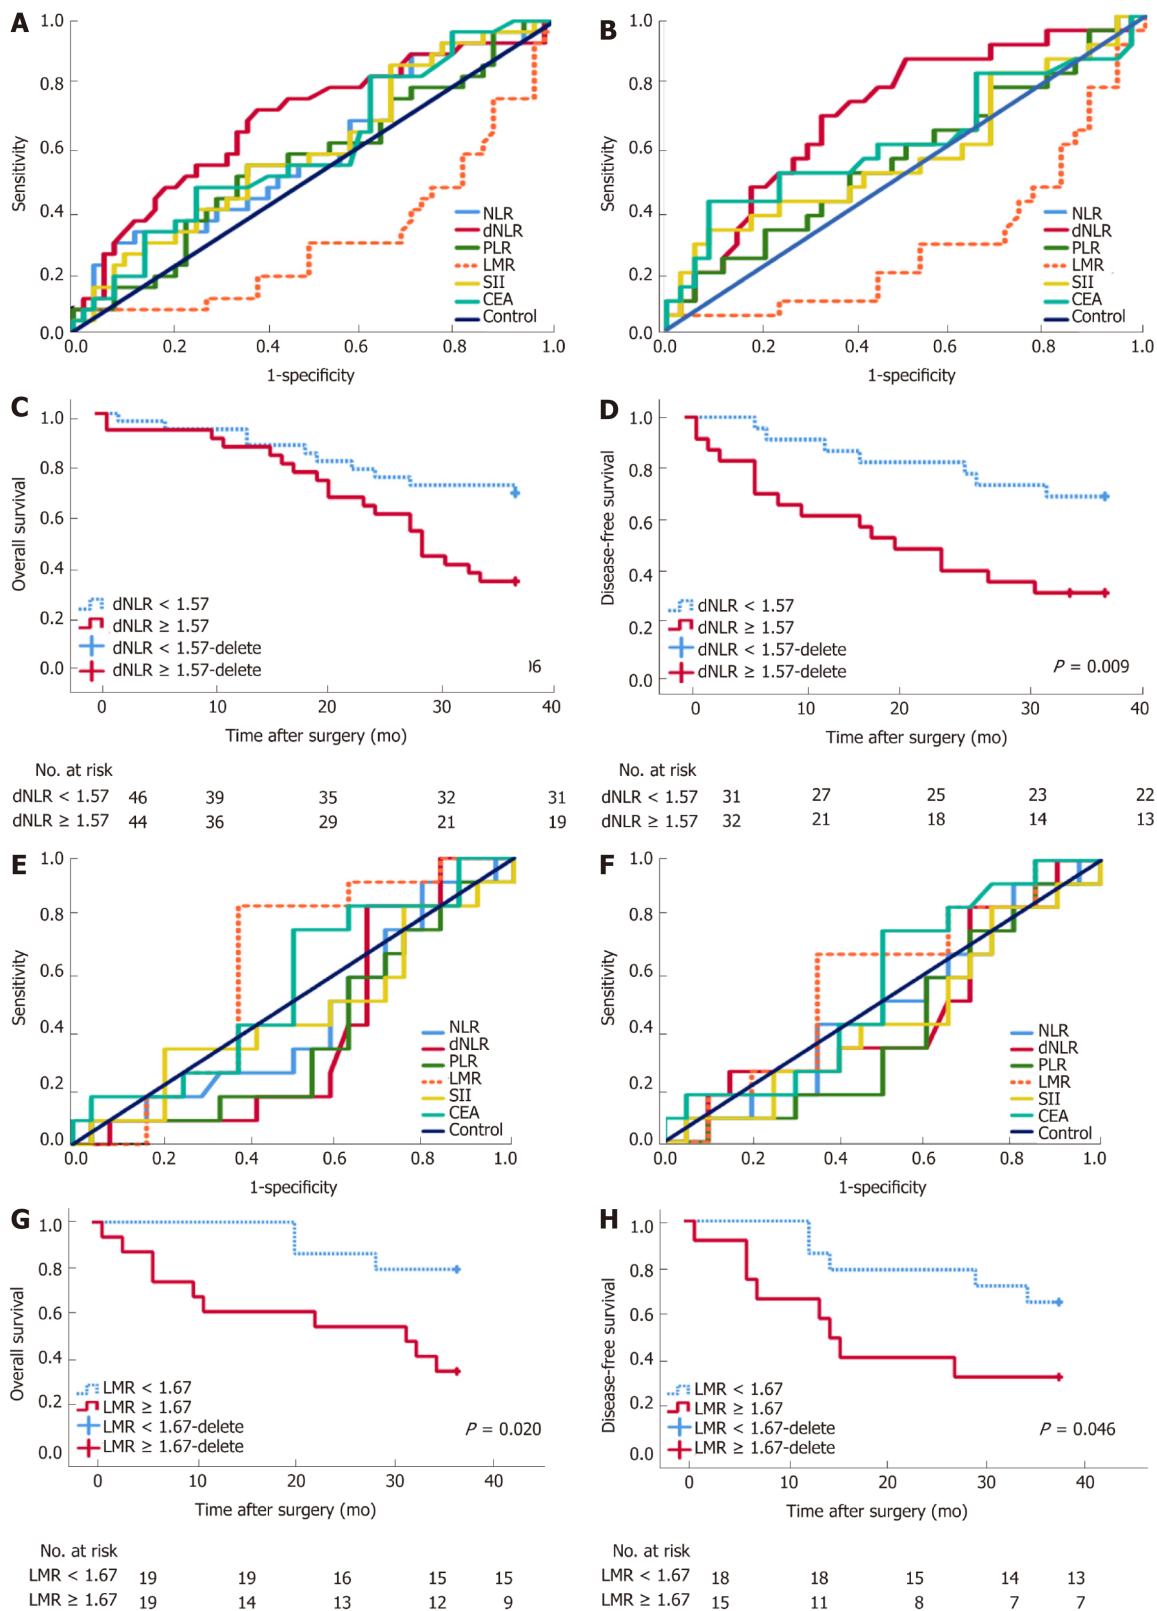 A
1.0
0.8
0.6
0.4
0.2
0.0
Sensitivity
NLR
dNLR
PLR
LMR
SII
CEA
Control
0.0 0.2 0.4 0.6 0.8 1.0
1-specificity
B
1.0
0.8
0.6
0.4
0.2
0.0
Sensitivity
NLR
dNLR
PLR
LMR
SII
CEA
Control
0.0 0.2 0.4 0.6 0.8 1.0
1-specificity
C
1.0
0.8
0.6
0.4
0.2
0.0
Overall survival
dNLR < 1.57
dNLR ≥ 1.57
dNLR < 1.57-delete
dNLR ≥ 1.57-delete
6
0 10 20 30 40
Time after surgery (mo)
No. at risk
dNLR < 1.57 46 39 35 32 31
dNLR ≥ 1.57 44 36 29 21 19
D
1.0
0.8
0.6
0.4
0.2
0.0
Disease-free survival
dNLR < 1.57
dNLR ≥ 1.57
dNLR < 1.57-delete
dNLR ≥ 1.57-delete
P = 0.009
0 10 20 30 40
Time after surgery (mo)
No. at risk
dNLR < 1.57 31 27 25 23 22
dNLR ≥ 1.57 32 21 18 14 13
E
1.0
0.8
0.6
0.4
0.2
0.0
Sensitivity
NLR
dNLR
PLR
LMR
SII
CEA
Control
0.0 0.2 0.4 0.6 0.8 1.0
1-specificity
F
1.0
0.8
0.6
0.4
0.2
0.0
Sensitivity
NLR
dNLR
PLR
LMR
SII
CEA
Control
0.0 0.2 0.4 0.6 0.8 1.0
1-specificity
G
1.0
0.8
0.6
0.4
0.2
0.0
Overall survival
LMR < 1.67
LMR ≥ 1.67
LMR < 1.67-delete
LMR ≥ 1.67-delete
P = 0.020
0 10 20 30 40
Time after surgery (mo)
No. at risk
LMR < 1.67 19 19 16 15 15
LMR ≥ 1.67 19 14 13 12 9
H
1.0
0.8
0.6
0.4
0.2
0.0
Disease-free survival
LMR < 1.67
LMR ≥ 1.67
LMR < 1.67-delete
LMR ≥ 1.67-delete
P = 0.046
0 10 20 30 40
Time after surgery (mo)
No. at risk
LMR < 1.67 18 18 15 14 13
LMR ≥ 1.67 15 11 8 7 7